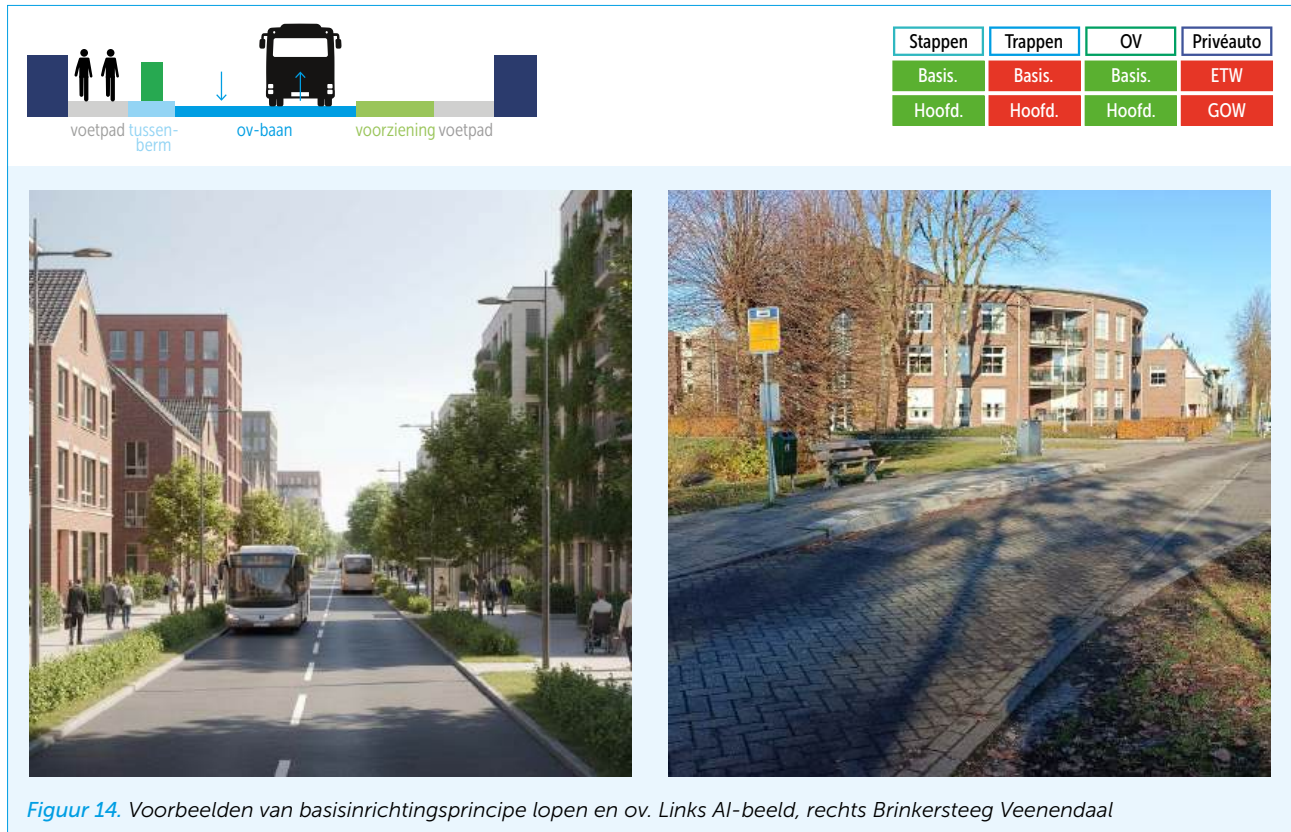 voetpad tussen-
berm ov-baan voorziening voetpad
Stappen Trappen OV Privéauto
Basis. Basis. Basis. ETW
Hoofd. Hoofd. Hoofd. GOW
Figuur 14. Voorbeelden van basisinrichtingsprincipe lopen en ov. Links AI-beeld, rechts Brinkersteeg Veenendaal